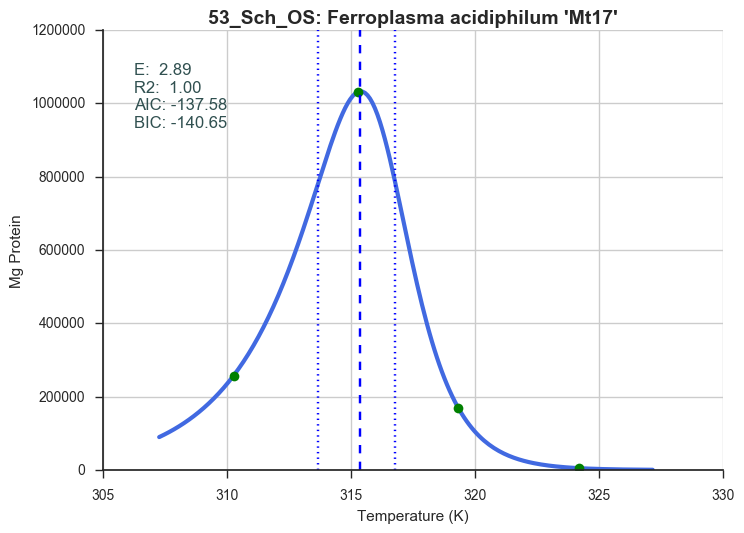 53_Sch_OS: Ferroplasma acidiphilum 'Mt17'
1200000
1000000
800000
600000
400000
200000
0
Mg Protein
E: 2.89
R2: 1.00
AIC: -137.58
BIC: -140.65
305 310 315 320 325 330
Temperature (K)